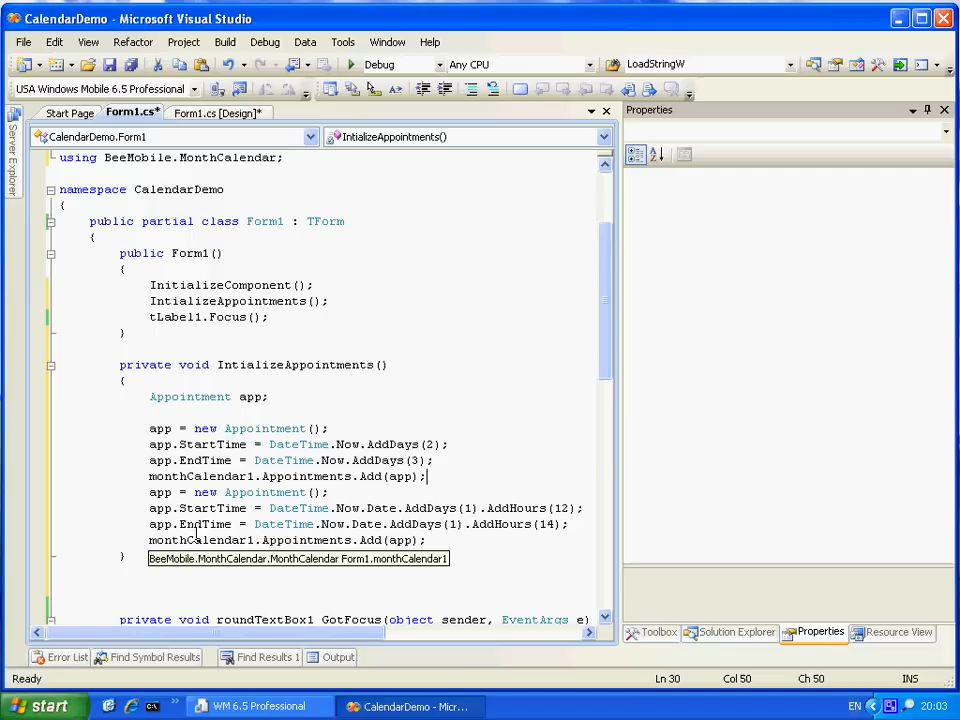 CalendarDemo - Microsoft Visual Studio
File Edit View Refactor Project Build Debug Data Tools Window Help
Debug Any CPU LoadStringW
USA Windows Mobile 6.5 Professional
Start Page Form1.cs* Form1.cs [Design]*
CalendarDemo.Form1 IntializeAppointments()
using BeeMobile.MonthCalendar;
namespace CalendarDemo
{
public partial class Form1 : TForm
{
public Form1()
{
InitializeComponent();
IntializeAppointments();
tLabel1.Focus();
}
private void IntializeAppointments()
{
Appointment app;
app = new Appointment();
app.StartTime = DateTime.Now.AddDays(2);
app.EndTime = DateTime.Now.AddDays(3);
monthCalendar1.Appointments.Add(app);
app = new Appointment();
app.StartTime = DateTime.Now.Date.AddDays(1).AddHours(12);
app.EndTime = DateTime.Now.Date.AddDays(1).AddHours(14);
monthCalendar1.Appointments.Add(app);
}
BeeMobile.MonthCalendar.MonthCalendar Form1.monthCalendar1
private void roundTextBox1_GotFocus(object sender, EventArgs e)
Server Explorer
Properties
Toolbox Solution Explorer Properties Resource View
Error List Find Symbol Results Find Results 1 Output
Ready Ln 30 Col 50 Ch 50 INS
start WM 6.5 Professional CalendarDemo - Micr... EN 20:03